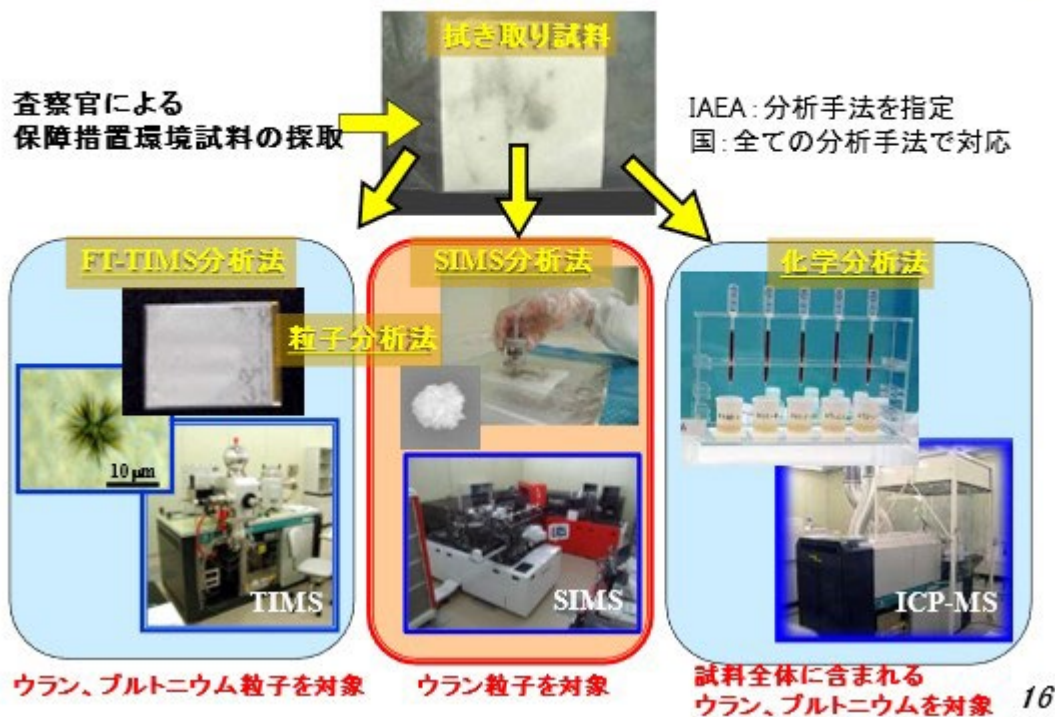 拭き取り試料
査察官による
保障措置環境試料の採取
IAEA:分析手法を指定
国:全ての分析手法で対応
FT-TIMS分析法
SIMS分析法
化学分析法
粒子分析法
10 μm
TIMS
SIMS
ICP-MS
ウラン、プルトニウム粒子を対象
ウラン粒子を対象
試料全体に含まれる
ウラン、プルトニウムを対象
16